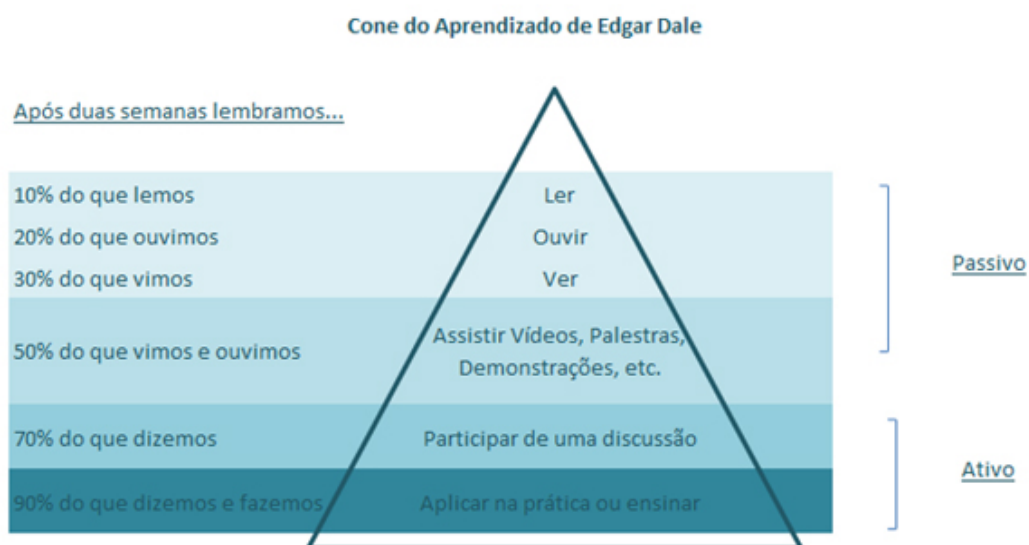 Cone do Aprendizado de Edgar Dale
Após duas semanas lembramos...
10% do que lemos
Ler
20% do que ouvimos
Ouvir
30% do que vimos
Ver
Passivo
50% do que vimos e ouvimos
Assistir Vídeos, Palestras,
Demonstrações, etc.
70% do que dizemos
Participar de uma discussão
Ativo
90% do que dizemos e fazemos
Aplicar na prática ou ensinar